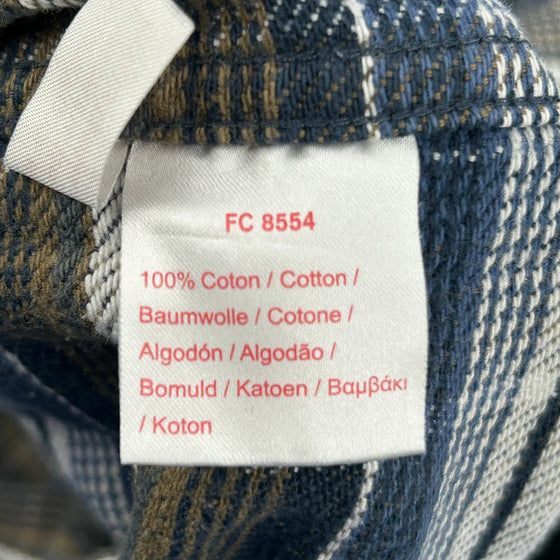 FC 8554
100% Coton / Cotton /
Baumwolle / Cotone /
Algodón / Algodão /
Bomuld / Katoen / Βαμβάκι
/ Koton